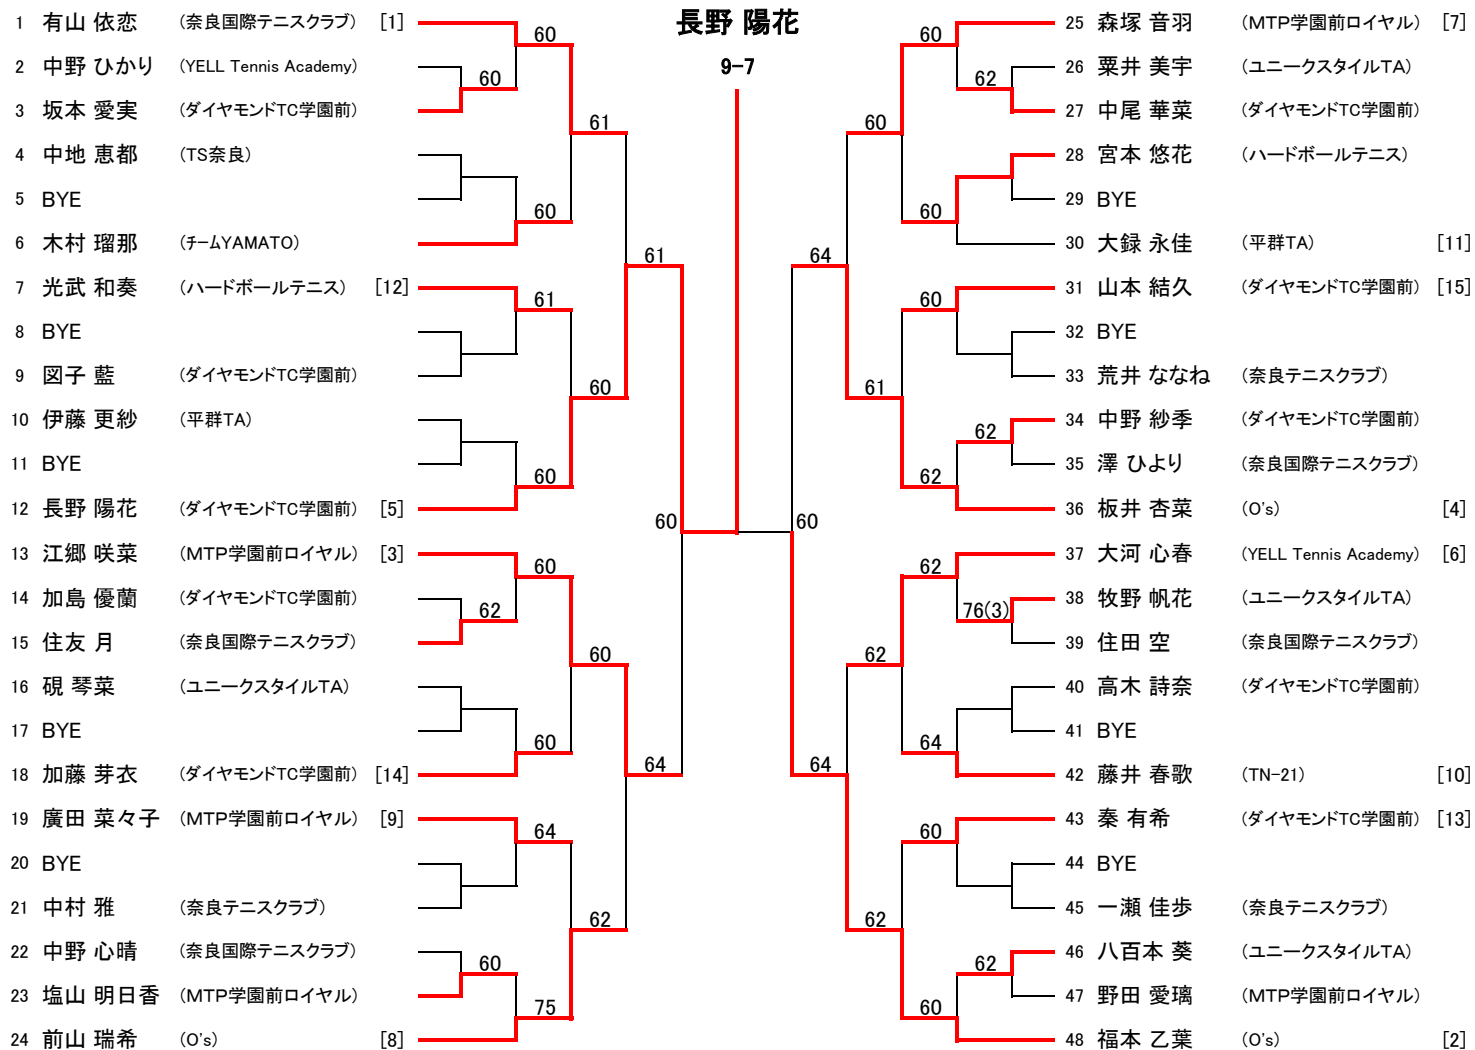 長野 陽花
9-7
1 有山 依恋 (奈良国際テニスクラブ) [1]
2 中野 ひかり (YELL Tennis Academy)
3 坂本 愛実 (ダイヤモンドTC学園前)
4 中地 恵都 (TS奈良)
5 BYE
6 木村 瑠那 (チームYAMATO)
7 光武 和奏 (ハードボールテニス) [12]
8 BYE
9 図子 藍 (ダイヤモンドTC学園前)
10 伊藤 更紗 (平群TA)
11 BYE
12 長野 陽花 (ダイヤモンドTC学園前) [5]
13 江郷 咲菜 (MTP学園前ロイヤル) [3]
14 加島 優蘭 (ダイヤモンドTC学園前)
15 住友 月 (奈良国際テニスクラブ)
16 硯 琴菜 (ユニークスタイルTA)
17 BYE
18 加藤 芽衣 (ダイヤモンドTC学園前) [14]
19 廣田 菜々子 (MTP学園前ロイヤル) [9]
20 BYE
21 中村 雅 (奈良テニスクラブ)
22 中野 心晴 (奈良国際テニスクラブ)
23 塩山 明日香 (MTP学園前ロイヤル)
24 前山 瑞希 (O's) [8]
60
60
61
60
61
61
60
60
60
60
62
60
60
64
64
62
60
75
25 森塚 音羽 (MTP学園前ロイヤル) [7]
26 粟井 美宇 (ユニークスタイルTA)
27 中尾 華菜 (ダイヤモンドTC学園前)
28 宮本 悠花 (ハードボールテニス)
29 BYE
30 大録 永佳 (平群TA) [11]
31 山本 結久 (ダイヤモンドTC学園前) [15]
32 BYE
33 荒井 ななね (奈良テニスクラブ)
34 中野 紗季 (ダイヤモンドTC学園前)
35 澤 ひより (奈良国際テニスクラブ)
36 板井 杏菜 (O's) [4]
37 大河 心春 (YELL Tennis Academy) [6]
38 牧野 帆花 (ユニークスタイルTA)
39 住田 空 (奈良国際テニスクラブ)
40 高木 詩奈 (ダイヤモンドTC学園前)
41 BYE
42 藤井 春歌 (TN-21) [10]
43 秦 有希 (ダイヤモンドTC学園前) [13]
44 BYE
45 一瀬 佳歩 (奈良テニスクラブ)
46 八百本 葵 (ユニークスタイルTA)
47 野田 愛璃 (MTP学園前ロイヤル)
48 福本 乙葉 (O's) [2]
60
62
60
60
64
60
61
62
62
60
62
76(3)
62
64
64
60
62
62
60